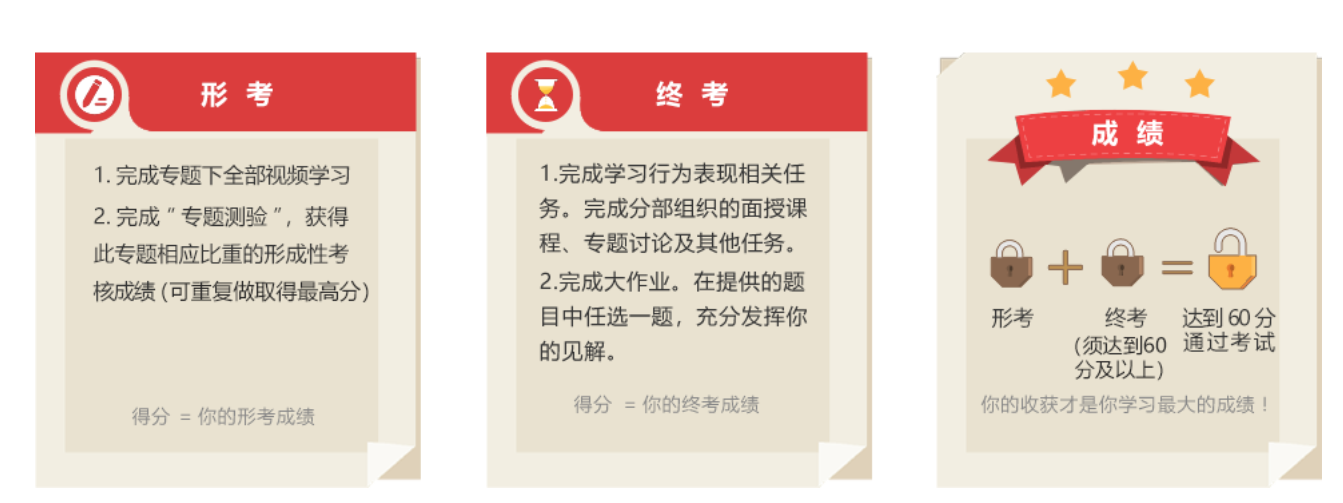 形考
1. 完成专题下全部视频学习
2. 完成“专题测验”，获得
此专题相应比重的形成性考
核成绩(可重复做取得最高分)
得分 = 你的形考成绩
终考
1.完成学习行为表现相关任
务。完成分部组织的面授课
程、专题讨论及其他任务。
2.完成大作业。在提供的题
目中任选一题，充分发挥你
的见解。
得分 = 你的终考成绩
成绩
+ =
形考 终考 达到60分
(须达到60 通过考试
分及以上)
你的收获才是你学习最大的成绩！